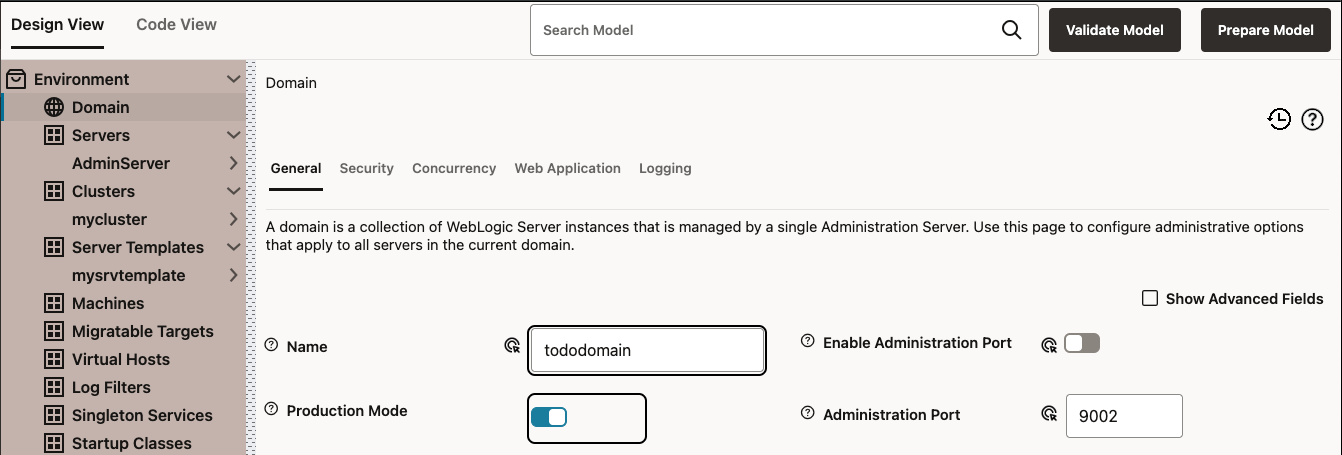 Design View
Code View
Search Model
Validate Model
Prepare Model
Environment
Domain
Servers
AdminServer
Clusters
mycluster
Server Templates
mysrvtemplate
Machines
Migratable Targets
Virtual Hosts
Log Filters
Singleton Services
Startup Classes
Domain
General
Security
Concurrency
Web Application
Logging
A domain is a collection of WebLogic Server instances that is managed by a single Administration Server. Use this page to configure administrative options
that apply to all servers in the current domain.
Show Advanced Fields
Name
tododomain
Enable Administration Port
Production Mode
Administration Port
9002